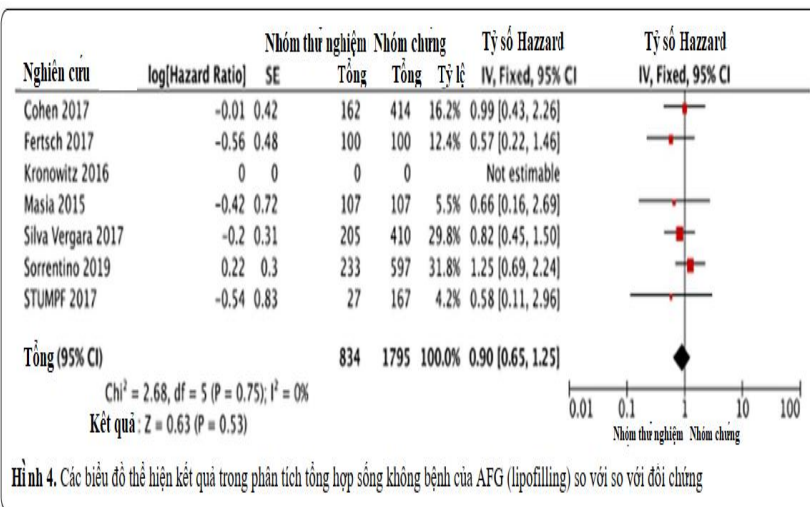 Nhóm thử nghiệm Nhóm chứng Tỷ số Hazzard Tỷ số Hazzard
Nghiên cứu log[Hazard Ratio] SE Tổng Tổng Tỷ lệ IV, Fixed, 95% CI IV, Fixed, 95% CI
Cohen 2017 -0.01 0.42 162 414 16.2% 0.99 [0.43, 2.26]
Fertsch 2017 -0.56 0.48 100 100 12.4% 0.57 [0.22, 1.46]
Kronowitz 2016 0 0 0 0 Not estimable
Masia 2015 -0.42 0.72 107 107 5.5% 0.66 [0.16, 2.69]
Silva Vergara 2017 -0.2 0.31 205 410 29.8% 0.82 [0.45, 1.50]
Sorrentino 2019 0.22 0.3 233 597 31.8% 1.25 [0.69, 2.24]
STUMPF 2017 -0.54 0.83 27 167 4.2% 0.58 [0.11, 2.96]
Tổng (95% CI) 834 1795 100.0% 0.90 [0.65, 1.25]
Chi² = 2.68, df = 5 (P = 0.75); I² = 0%
Kết quả: Z = 0.63 (P = 0.53)
0.01 0.1 1 10 100
Nhóm thử nghiệm Nhóm chứng
Hình 4. Các biểu đồ thể hiện kết quả trong phân tích tổng hợp sống không bệnh của AFG (lipofilling) so với so với đối chứng